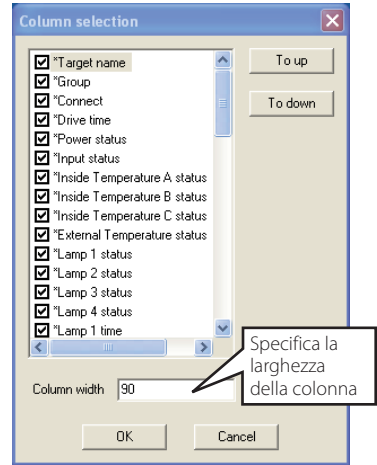 Column selection
*Target name
*Group
*Connect
*Drive time
*Power status
*Input status
*Inside Temperature A status
*Inside Temperature B status
*Inside Temperature C status
*External Temperature status
*Lamp 1 status
*Lamp 2 status
*Lamp 3 status
*Lamp 4 status
*Lamp 1 time
To up
To down
Column width 90
Specifica la
larghezza
della colonna
OK Cancel